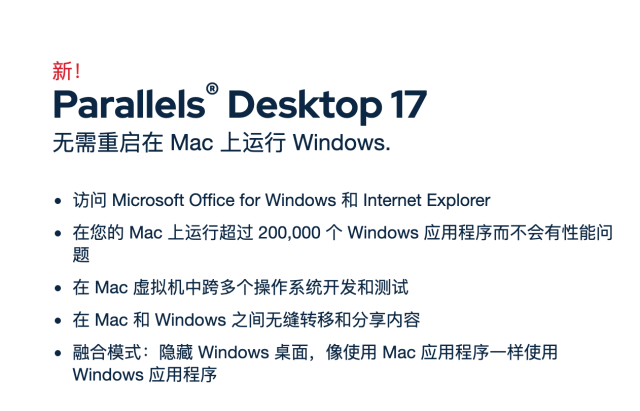 新！
Parallels® Desktop 17
无需重启在 Mac 上运行 Windows.
• 访问 Microsoft Office for Windows 和 Internet Explorer
• 在您的 Mac 上运行超过 200,000 个 Windows 应用程序而不会有性能问
题
• 在 Mac 虚拟机中跨多个操作系统开发和测试
• 在 Mac 和 Windows 之间无缝转移和分享内容
• 融合模式：隐藏 Windows 桌面，像使用 Mac 应用程序一样使用
Windows 应用程序